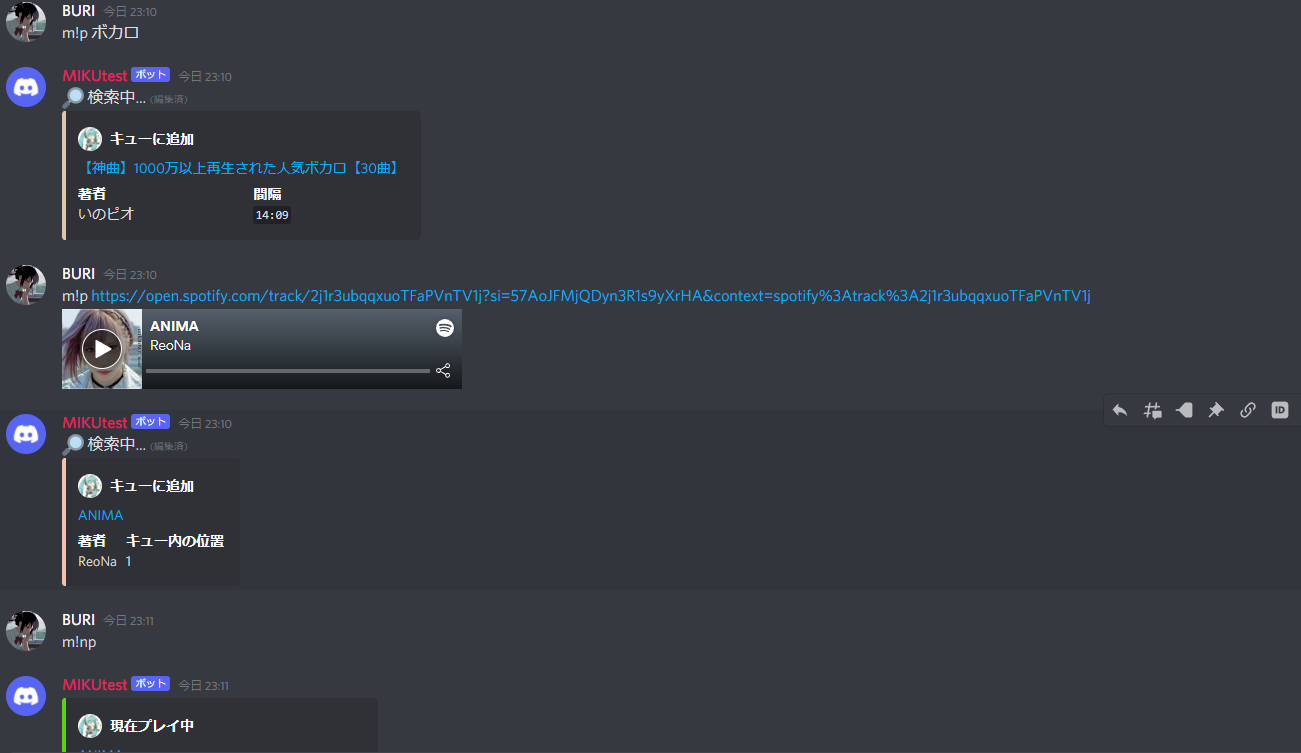 BURI 今日 23:10
m!p ボカロ
MIKUtest ボット 今日 23:10
検索中... (編集済)
キューに追加
【神曲】1000万以上再生された人気ボカロ【30曲】
著者 間隔
いのピオ 14:09
BURI 今日 23:10
m!p https://open.spotify.com/track/2j1r3ubqqxuoTFaPVnTV1j?si=57AoJFMjQDyn3R1s9yXrHA&context=spotify%3Atrack%3A2j1r3ubqqxuoTFaPVnTV1j
ANIMA
ReoNa
MIKUtest ボット 今日 23:10
検索中... (編集済)
ID
キューに追加
ANIMA
著者 キュー内の位置
ReoNa 1
BURI 今日 23:11
m!np
MIKUtest ボット 今日 23:11
現在プレイ中